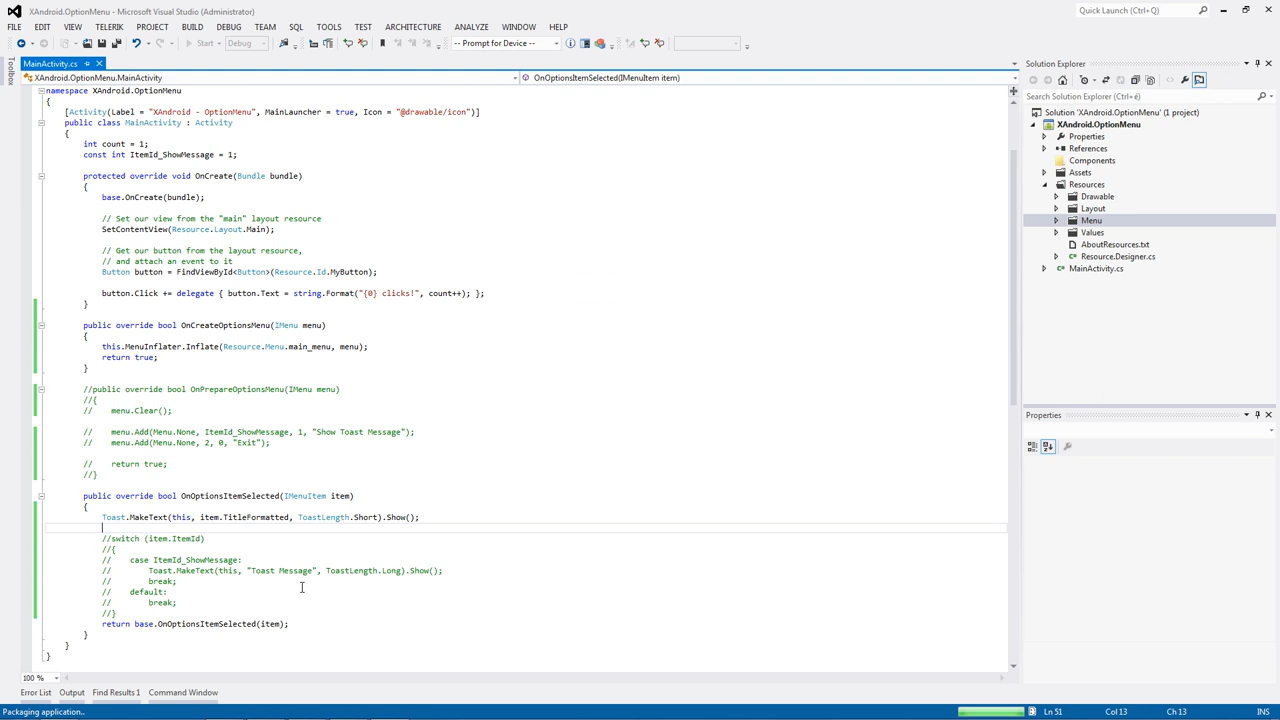 XAndroid.OptionMenu - Microsoft Visual Studio (Administrator)
Quick Launch (Ctrl+Q)
FILE EDIT VIEW TELERIK PROJECT BUILD DEBUG TEAM SQL TOOLS TEST ARCHITECTURE ANALYZE WINDOW HELP
Start Debug -- Prompt for Device --
Toolbox
MainActivity.cs
XAndroid.OptionMenu.MainActivity OnOptionsItemSelected(IMenuItem item)
namespace XAndroid.OptionMenu
{
[Activity(Label = "XAndroid - OptionMenu", MainLauncher = true, Icon = "@drawable/icon")]
public class MainActivity : Activity
{
int count = 1;
const int ItemId_ShowMessage = 1;
protected override void OnCreate(Bundle bundle)
{
base.OnCreate(bundle);
// Set our view from the "main" layout resource
SetContentView(Resource.Layout.Main);
// Get our button from the layout resource,
// and attach an event to it
Button button = FindViewById<Button>(Resource.Id.MyButton);
button.Click += delegate { button.Text = string.Format("{0} clicks!", count++); };
}
public override bool OnCreateOptionsMenu(IMenu menu)
{
this.MenuInflater.Inflate(Resource.Menu.main_menu, menu);
return true;
}
//public override bool OnPrepareOptionsMenu(IMenu menu)
//{
// menu.Clear();
// menu.Add(Menu.None, ItemId_ShowMessage, 1, "Show Toast Message");
// menu.Add(Menu.None, 2, 0, "Exit");
// return true;
//}
public override bool OnOptionsItemSelected(IMenuItem item)
{
Toast.MakeText(this, item.TitleFormatted, ToastLength.Short).Show();
//switch (item.ItemId)
//{
// case ItemId_ShowMessage:
// Toast.MakeText(this, "Toast Message", ToastLength.Long).Show();
// break;
// default:
// break;
//}
return base.OnOptionsItemSelected(item);
}
}
}
100 %
Error List Output Find Results 1 Command Window
Packaging application..
Ln 51 Col 13 Ch 13 INS
Solution Explorer
Search Solution Explorer (Ctrl+é)
Solution 'XAndroid.OptionMenu' (1 project)
XAndroid.OptionMenu
Properties
References
Components
Assets
Resources
Drawable
Layout
Menu
Values
AboutResources.txt
Resource.Designer.cs
MainActivity.cs
Properties